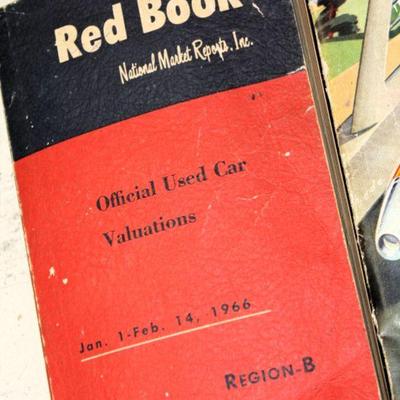 Red Book
National Market Reports, Inc.
Official Used Car
Valuations
Jan. 1-Feb. 14, 1966
REGION-B